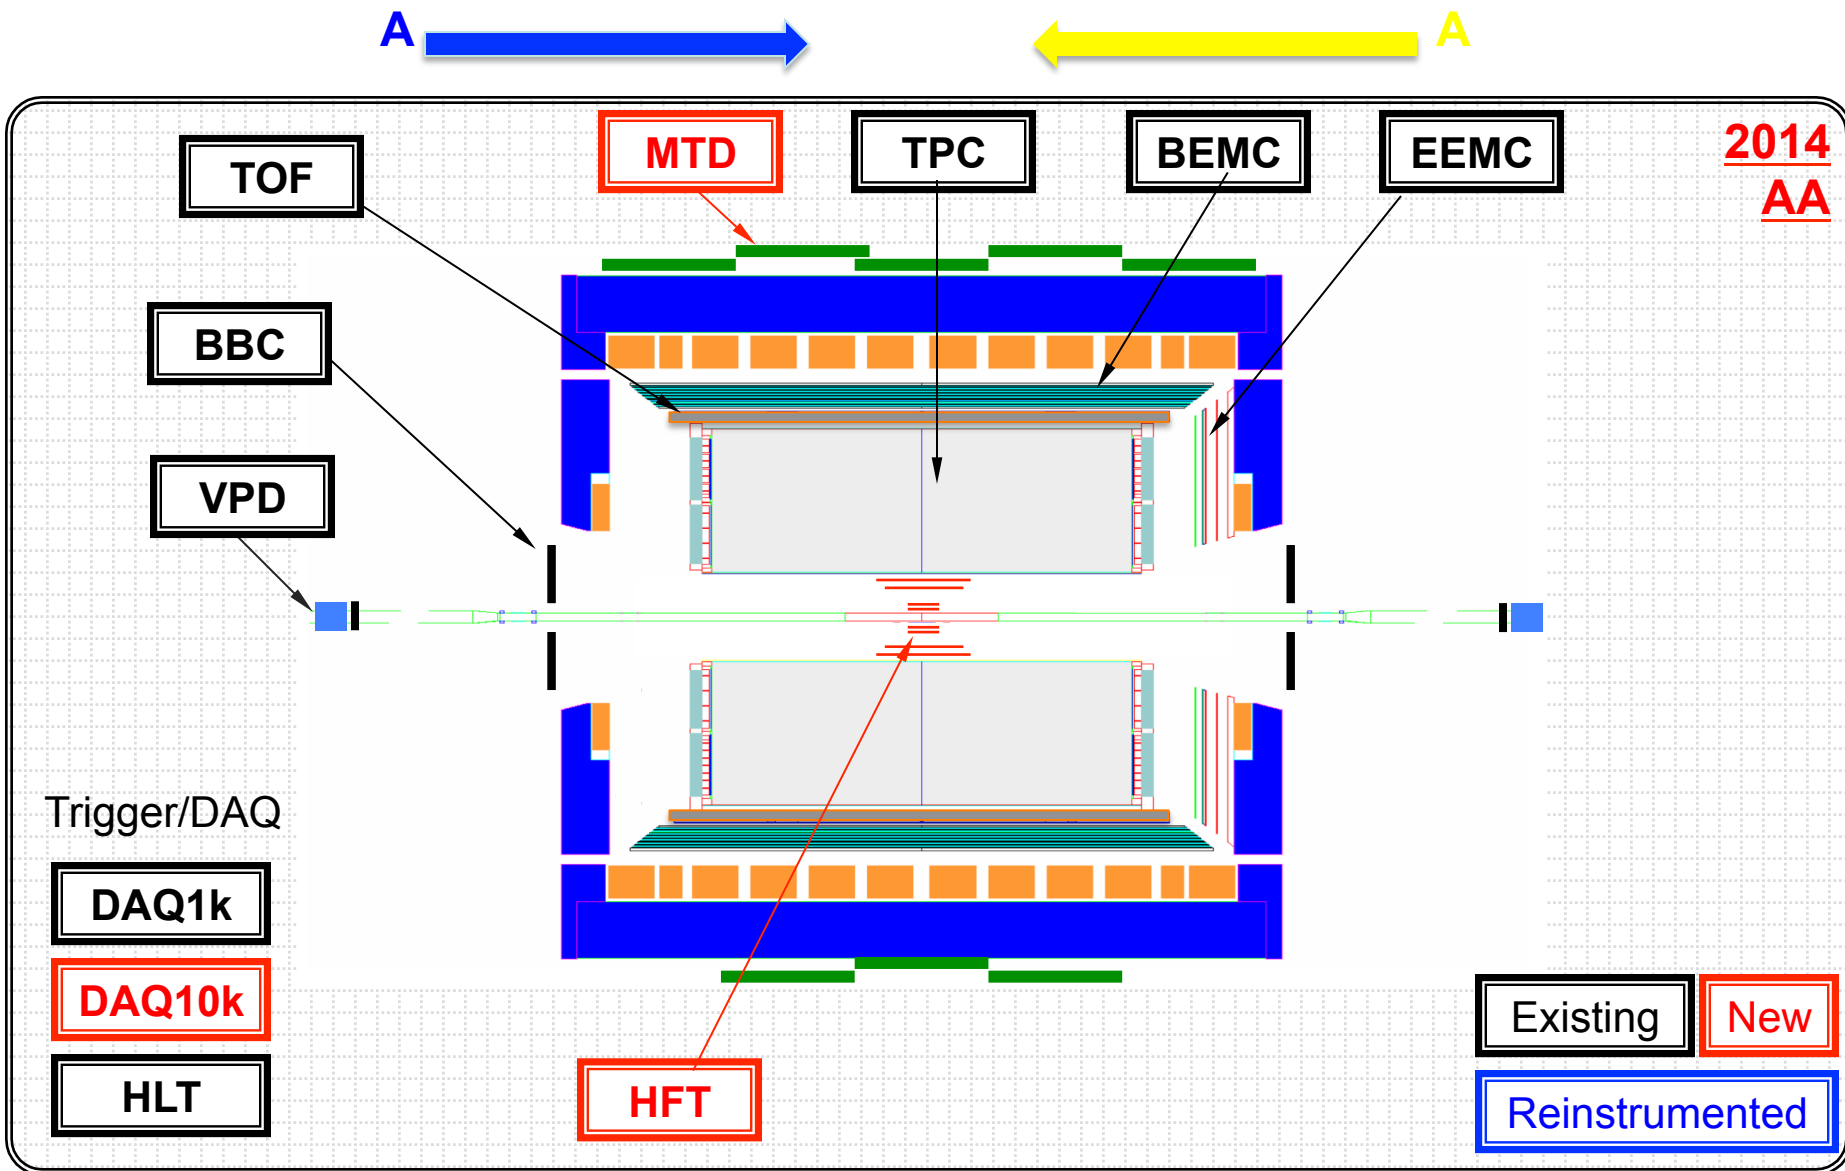 A A
MTD TPC BEMC EEMC 2014
TOF AA
BBC
VPD
Trigger/DAQ
DAQ1k
DAQ10k Existing New
HLT HFT Reinstrumented